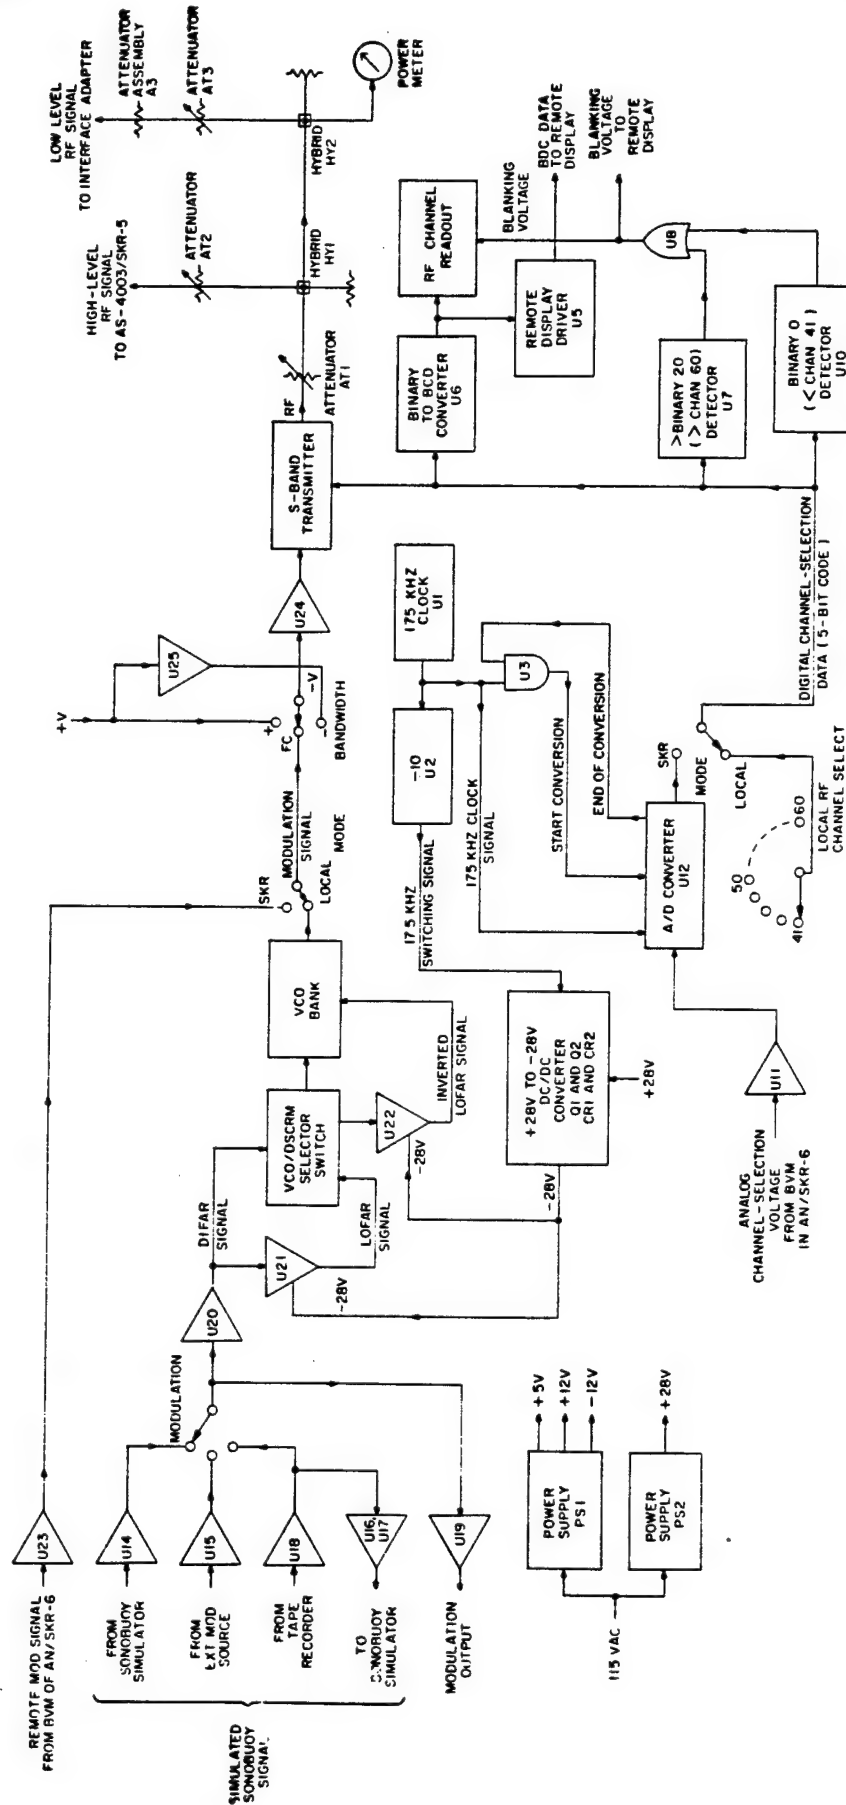 REMOTE MOD SIGNAL
FROM BVM OF AN/SKR-6
U23
FROM
SONOBUOY
SIMULATOR
U14
FROM
EXT MOD
SOURCE
U15
FROM
TAPE
RECORDER
U18
TO
SONOBUOY
SIMULATOR
U16,
U17
SIMULATED
SONOBUOY
SIGNAL
MODULATION
OUTPUT
U19
MODULATION
U20
DIFAR
SIGNAL
U21
-28V
LOFAR
SIGNAL
VCO/DSCRM
SELECTOR
SWITCH
U22
-28V
INVERTED
LOFAR SIGNAL
VCO
BANK
SKR
LOCAL
MODE
MODULATION
SIGNAL
+V
U25
+
FC
-V
-
BANDWIDTH
U24
S-BAND
TRANSMITTER
RF
ATTENUATOR
AT1
HIGH-LEVEL
RF SIGNAL
TO AS-4003/SKR-5
ATTENUATOR
AT2
HYBRID
HY1
LOW LEVEL
RF SIGNAL
TO INTERFACE ADAPTER
ATTENUATOR
ASSEMBLY
A3
ATTENUATOR
AT3
HYBRID
HY2
POWER
METER
115 VAC
POWER
SUPPLY
PS1
+5V
+12V
-12V
POWER
SUPPLY
PS2
+28V
-28V
+28V TO -28V
DC/DC
CONVERTER
Q1 AND Q2
CR1 AND CR2
+28V
17.5 KHZ
SWITCHING SIGNAL
-10
U2
175 KHZ
CLOCK
U1
175 KHZ CLOCK
SIGNAL
U3
START CONVERSION
END OF CONVERSION
ANALOG
CHANNEL-SELECTION
VOLTAGE
FROM BVM
IN AN/SKR-6
U11
A/D CONVERTER
U12
SKR
MODE
LOCAL
41
50
60
LOCAL RF
CHANNEL SELECT
DIGITAL CHANNEL-SELECTION
DATA (5-BIT CODE)
BINARY
TO BCD
CONVERTER
U6
RF CHANNEL
READOUT
REMOTE
DISPLAY
DRIVER
U5
BLANKING
VOLTAGE
BDC DATA
TO REMOTE
DISPLAY
BLANKING
VOLTAGE
TO
REMOTE
DISPLAY
>BINARY 20
(> CHAN 60)
DETECTOR
U7
U8
BINARY 0
(< CHAN 41)
DETECTOR
U10